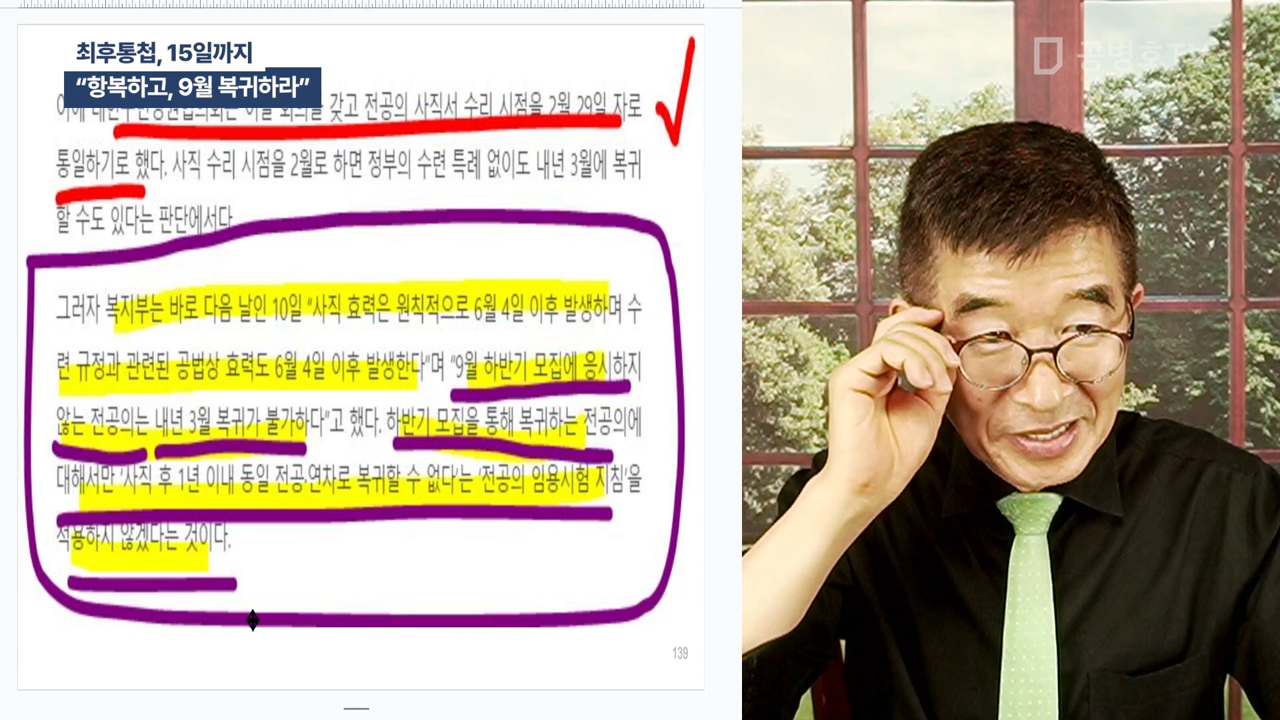 최후통첩, 15일까지
“항복하고, 9월 복귀하라”
갖고 전공의 사직서 수리 시점을 2월 29일 자로
통일하기로 했다. 사직 수리 시점을 2월로 하면 정부의 수련 특례 없이도 내년 3월에 복귀
할 수도 있다는 판단에서다.
그러자 복지부는 바로 다음 날인 10일 “사직 효력은 원칙적으로 6월 4일 이후 발생하며 수
련 규정과 관련된 공법상 효력도 6월 4일 이후 발생한다”며 “9월 하반기 모집에 응시하지
않는 전공의는 내년 3월 복귀가 불가하다”고 했다. 하반기 모집을 통해 복귀하는 전공의에
대해서만 ‘사직 후 1년 이내 동일 전공·연차로 복귀할 수 없다’는 ‘전공의 임용시험 지침’을
적용하지 않겠다는 것이다.
139
공병호TV